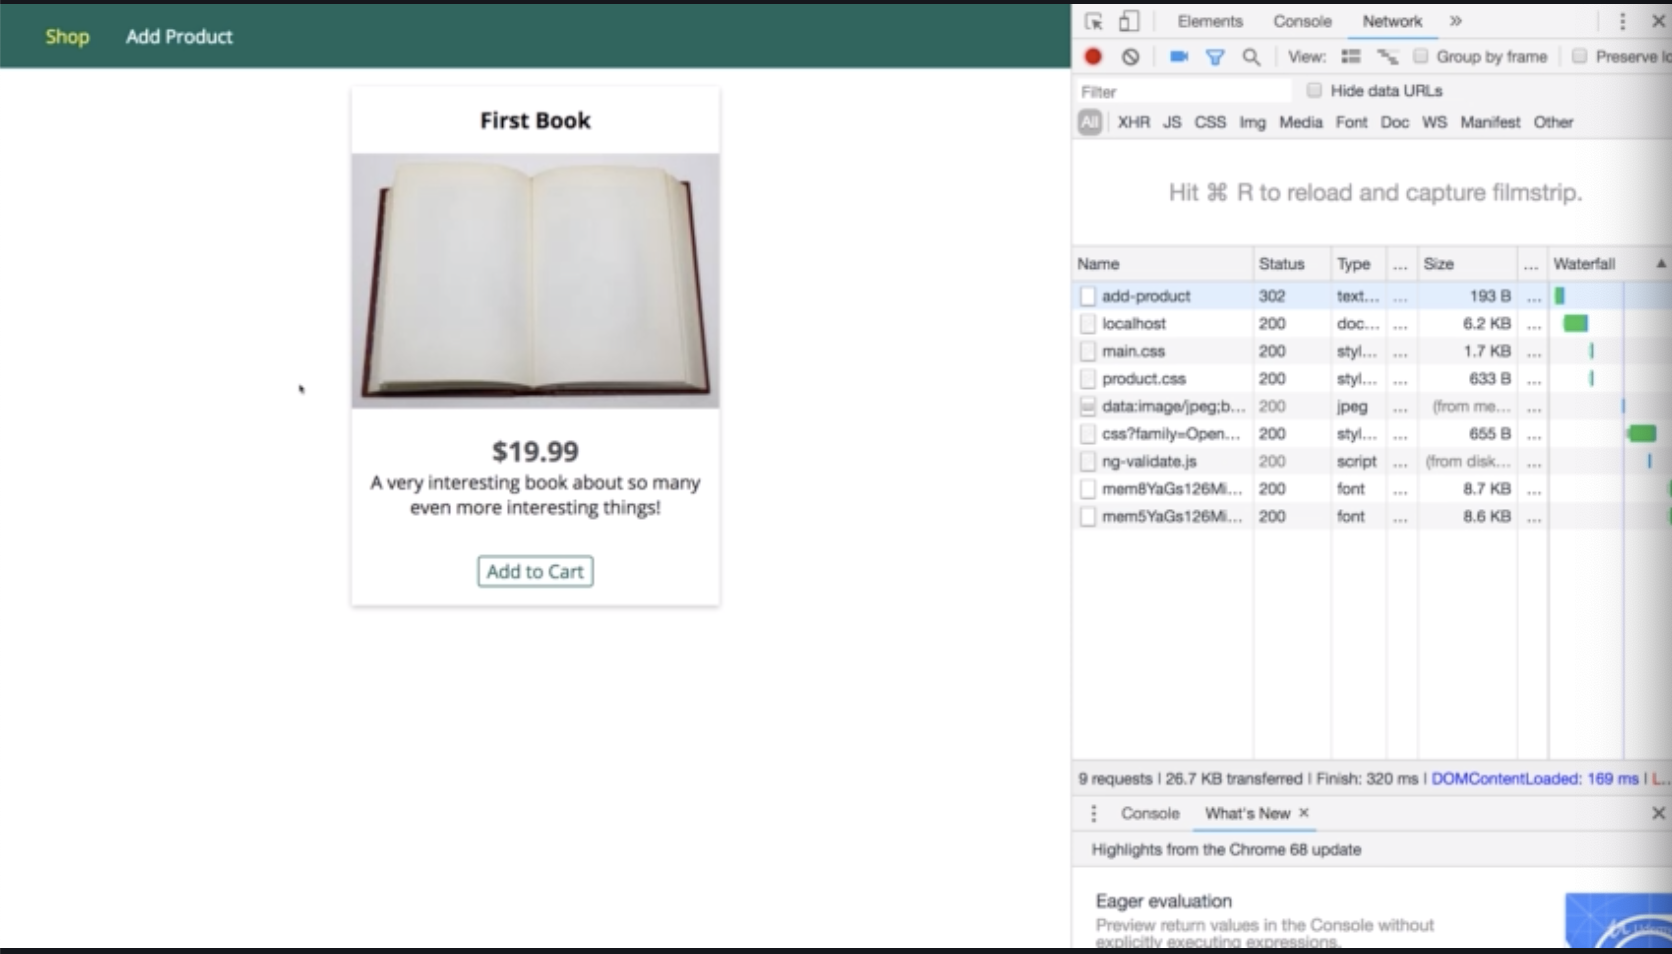 Shop Add Product
First Book
$19.99
A very interesting book about so many
even more interesting things!
Add to Cart
Elements Console Network »
View: Group by frame Preserve lo
Filter Hide data URLs
All XHR JS CSS Img Media Font Doc WS Manifest Other
Hit ⌘ R to reload and capture filmstrip.
Name Status Type ... Size ... Waterfall ▲
add-product 302 text... ... 193 B ...
localhost 200 doc... ... 6.2 KB ...
main.css 200 styl... ... 1.7 KB ...
product.css 200 styl... ... 633 B ...
data:image/jpeg;b... 200 jpeg ... (from me... ...
css?family=Open... 200 styl... ... 655 B ...
ng-validate.js 200 script ... (from disk... ...
mem8YaGs126Mi... 200 font ... 8.7 KB ...
mem5YaGs126Mi... 200 font ... 8.6 KB ...
9 requests | 26.7 KB transferred | Finish: 320 ms | DOMContentLoaded: 169 ms | L...
Console What's New ×
Highlights from the Chrome 68 update
Eager evaluation
Preview return values in the Console without
explicitly executing expressions.